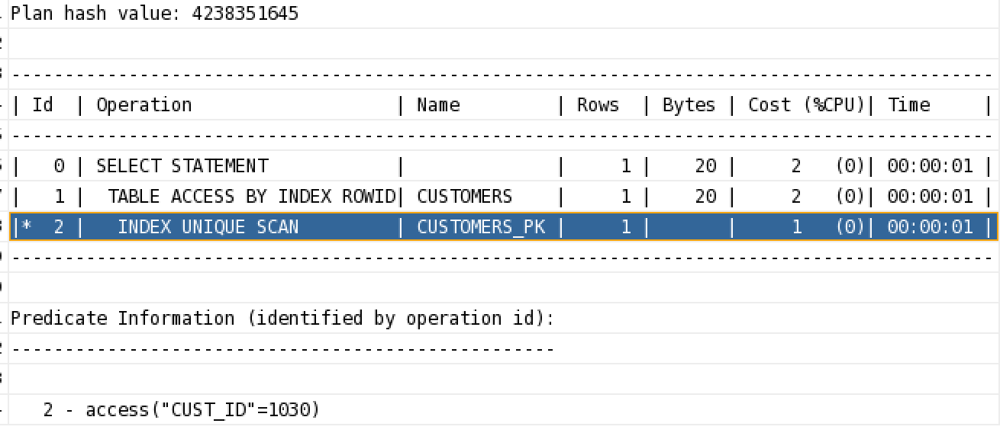 Plan hash value: 4238351645
--------------------------------------------------------------------------------------------
| Id  | Operation                   | Name         | Rows  | Bytes | Cost (%CPU)| Time     |
--------------------------------------------------------------------------------------------
|   0 | SELECT STATEMENT            |              |     1 |    20 |     2   (0)| 00:00:01 |
|   1 |  TABLE ACCESS BY INDEX ROWID| CUSTOMERS    |     1 |    20 |     2   (0)| 00:00:01 |
|*  2 |   INDEX UNIQUE SCAN         | CUSTOMERS_PK |     1 |       |     1   (0)| 00:00:01 |
--------------------------------------------------------------------------------------------
Predicate Information (identified by operation id):
---------------------------------------------------
   2 - access("CUST_ID"=1030)